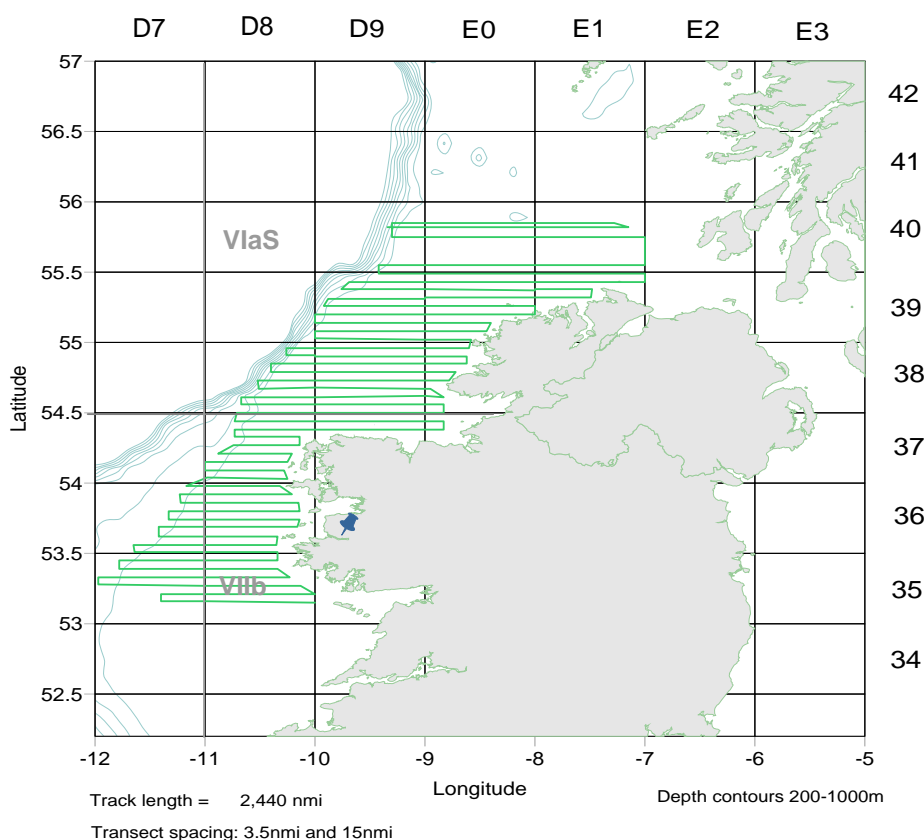 D7 D8 D9 E0 E1 E2 E3
57
42
56.5
41
56
40
VIaS
55.5
39
55
38
Latitude
54.5
37
54
36
53.5
VIIb
35
53
34
52.5
-12 -11 -10 -9 -8 -7 -6 -5
Longitude
Track length = 2,440 nmi
Depth contours 200-1000m
Transect spacing: 3.5nmi and 15nmi